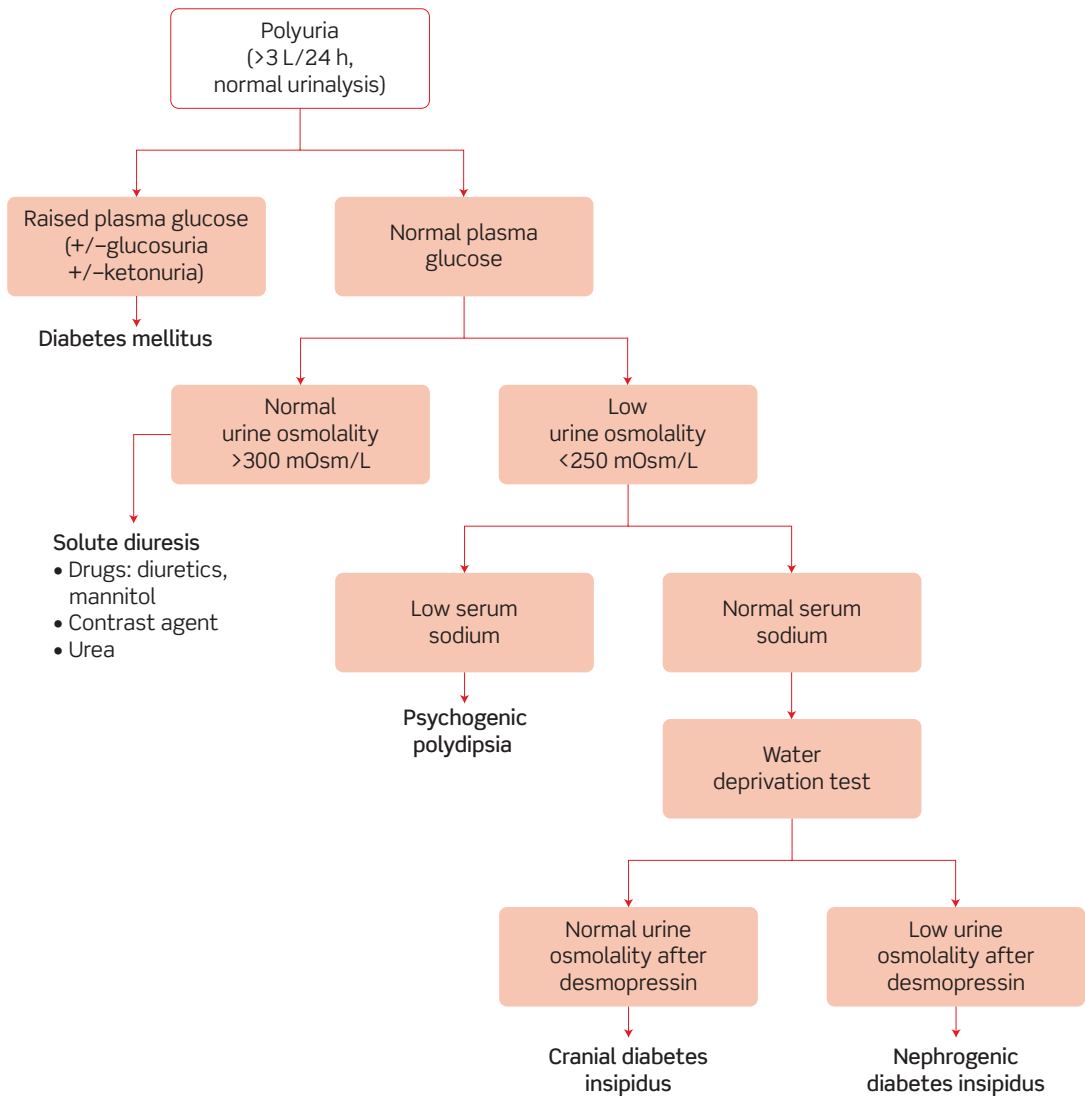 Polyuria
(>3 L/24 h,
normal urinalysis)
Raised plasma glucose
(+/–glucosuria
+/–ketonuria)
Normal plasma
glucose
Diabetes mellitus
Normal
urine osmolality
>300 mOsm/L
Low
urine osmolality
<250 mOsm/L
Solute diuresis
• Drugs: diuretics,
mannitol
• Contrast agent
• Urea
Low serum
sodium
Normal serum
sodium
Psychogenic
polydipsia
Water
deprivation test
Normal urine
osmolality after
desmopressin
Low urine
osmolality after
desmopressin
Cranial diabetes
insipidus
Nephrogenic
diabetes insipidus